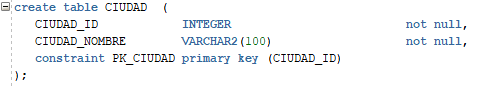 create table CIUDAD  (
   CIUDAD_ID            INTEGER                         not null,
   CIUDAD_NOMBRE        VARCHAR2(100)                   not null,
   constraint PK_CIUDAD primary key (CIUDAD_ID)
);